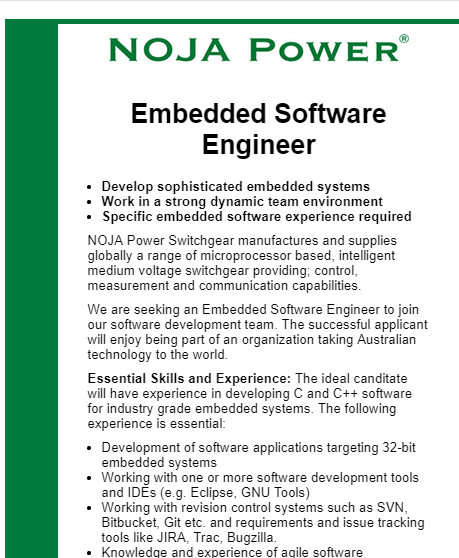 NOJA POWER®
Embedded Software
Engineer
• Develop sophisticated embedded systems
• Work in a strong dynamic team environment
• Specific embedded software experience required
NOJA Power Switchgear manufactures and supplies
globally a range of microprocessor based, intelligent
medium voltage switchgear providing; control,
measurement and communication capabilities.
We are seeking an Embedded Software Engineer to join
our software development team. The successful applicant
will enjoy being part of an organization taking Australian
technology to the world.
Essential Skills and Experience: The ideal canditate
will have experience in developing C and C++ software
for industry grade embedded systems. The following
experience is essential:
• Development of software applications targeting 32-bit
embedded systems
• Working with one or more software development tools
and IDEs (e.g. Eclipse, GNU Tools)
• Working with revision control systems such as SVN,
Bitbucket, Git etc. and requirements and issue tracking
tools like JIRA, Trac, Bugzilla.
• Knowledge and experience of agile software